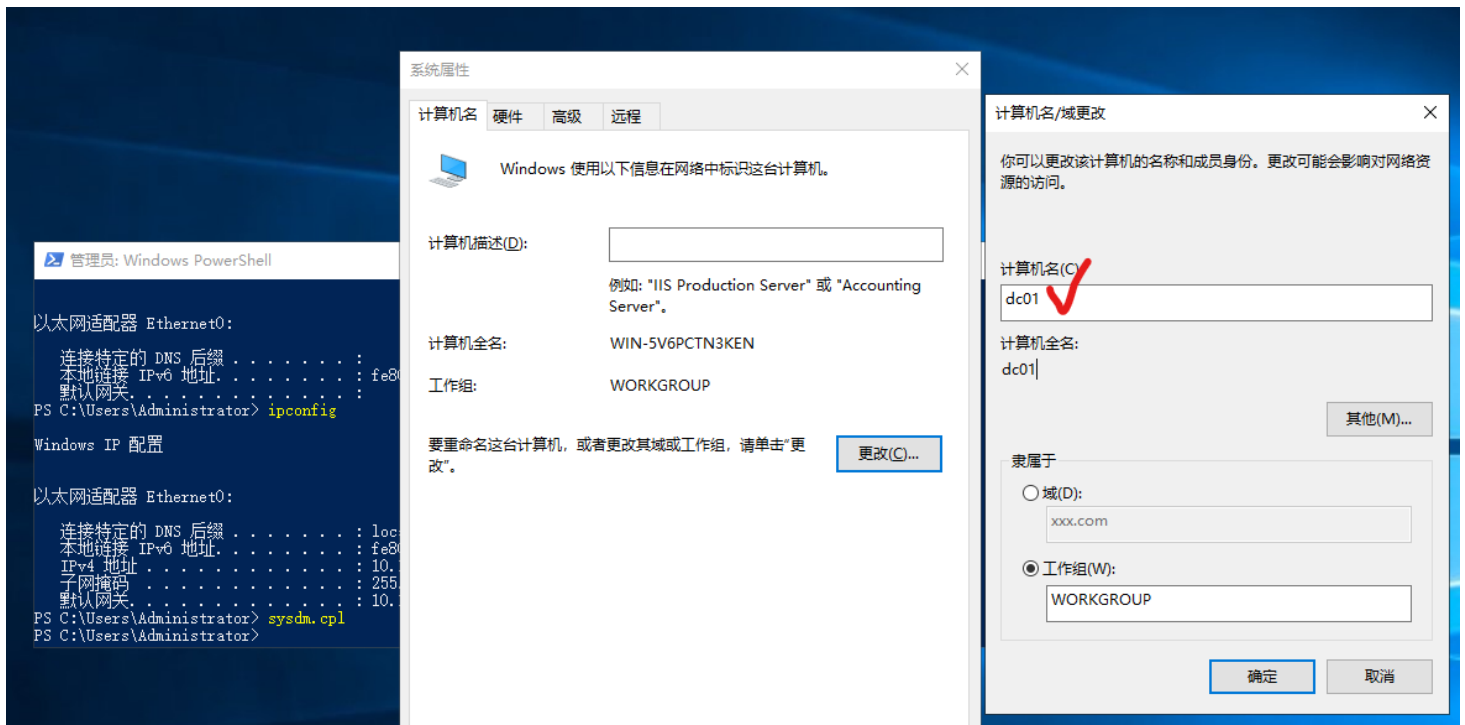 管理员: Windows PowerShell
以太网适配器 Ethernet0:
连接特定的 DNS 后缀 . . . . . . . :
本地链接 IPv6 地址. . . . . . . . : fe80
默认网关. . . . . . . . . . . . . :
PS C:\Users\Administrator> ipconfig
Windows IP 配置
以太网适配器 Ethernet0:
连接特定的 DNS 后缀 . . . . . . . : loc
本地链接 IPv6 地址. . . . . . . . : fe80
IPv4 地址 . . . . . . . . . . . . : 10.
子网掩码 . . . . . . . . . . . . : 255.
默认网关. . . . . . . . . . . . . : 10.
PS C:\Users\Administrator> sysdm.cpl
PS C:\Users\Administrator>
系统属性
计算机名 硬件 高级 远程
Windows 使用以下信息在网络中标识这台计算机。
计算机描述(D):
例如: "IIS Production Server" 或 "Accounting
Server"。
计算机全名: WIN-5V6PCTN3KEN
工作组: WORKGROUP
要重命名这台计算机，或者更改其域或工作组，请单击"更
改"。
更改(C)...
计算机名/域更改
你可以更改该计算机的名称和成员身份。更改可能会影响对网络资
源的访问。
计算机名(C)
dc01
计算机全名:
dc01
其他(M)...
隶属于
域(D):
xxx.com
工作组(W):
WORKGROUP
确定 取消